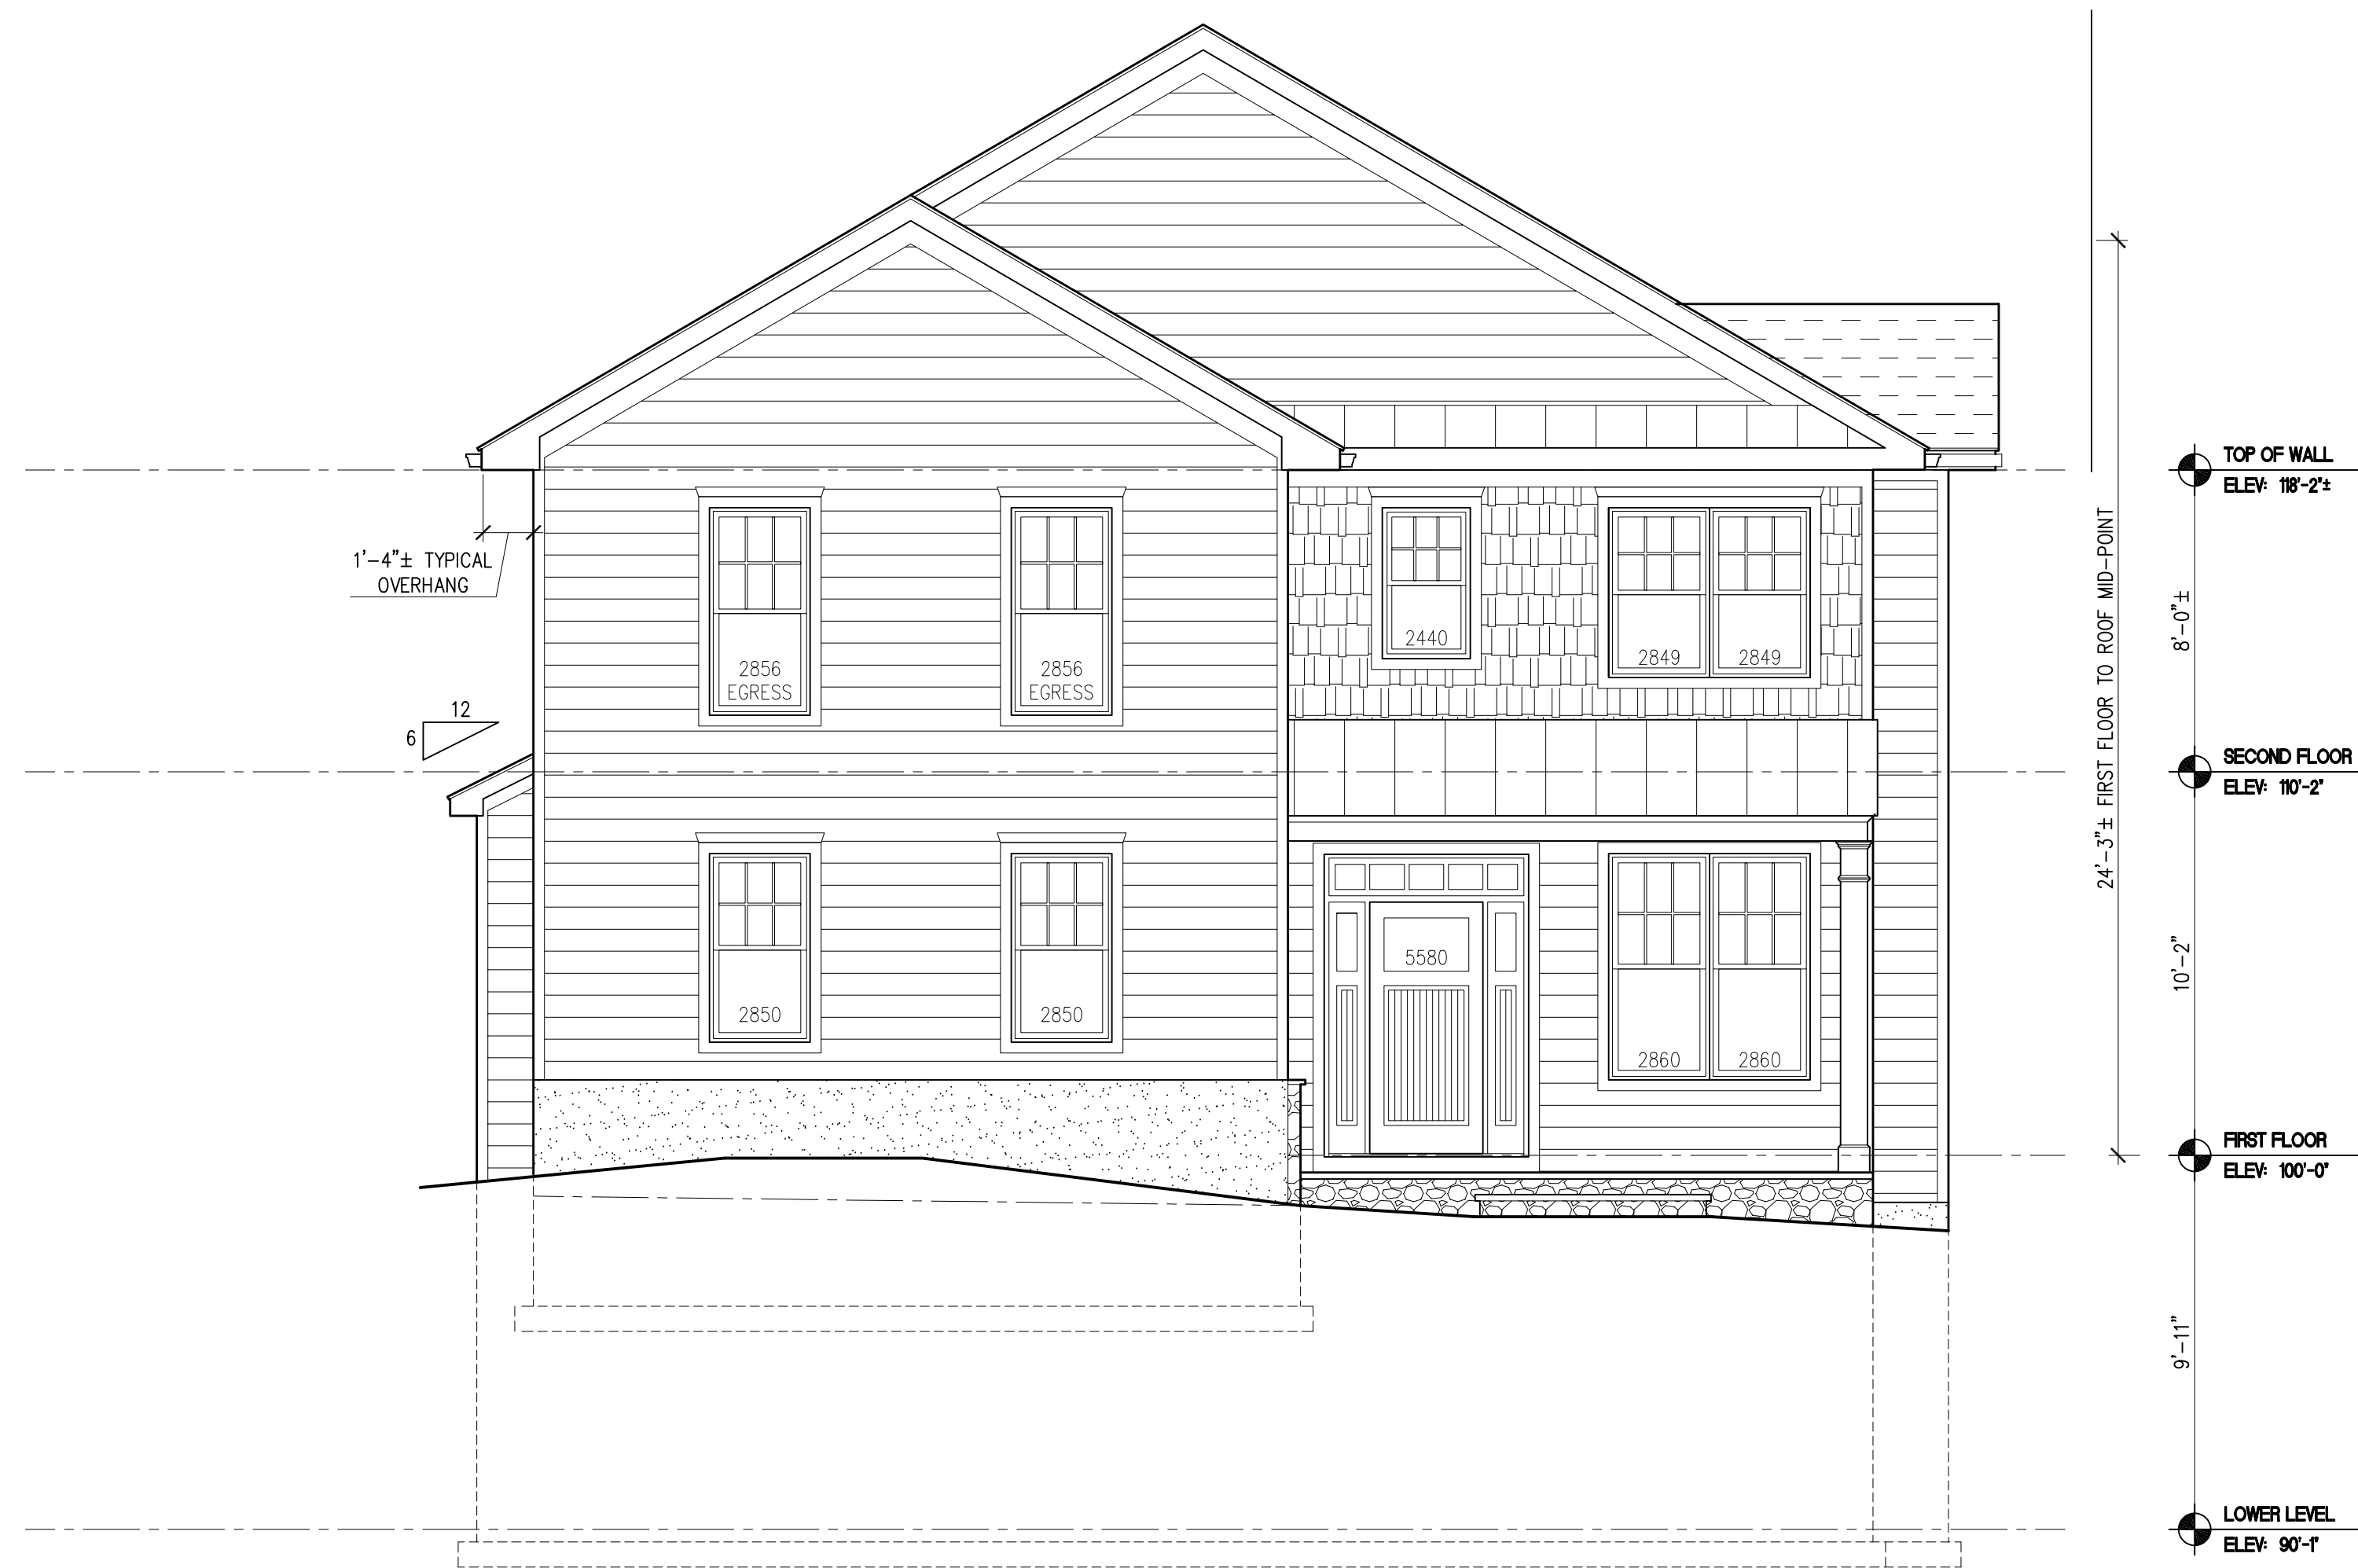 TOP OF WALL
ELEV: 118'-2"±
1'-4"± TYPICAL
OVERHANG
24'-3"± FIRST FLOOR TO ROOF MID-POINT
8'-0"±
2440
2849 2849
2856
EGRESS
2856
EGRESS
12
6
SECOND FLOOR
ELEV: 110'-2"
10'-2"
5580
2850 2850
2860 2860
FIRST FLOOR
ELEV: 100'-0"
9'-11"
LOWER LEVEL
ELEV: 90'-1"